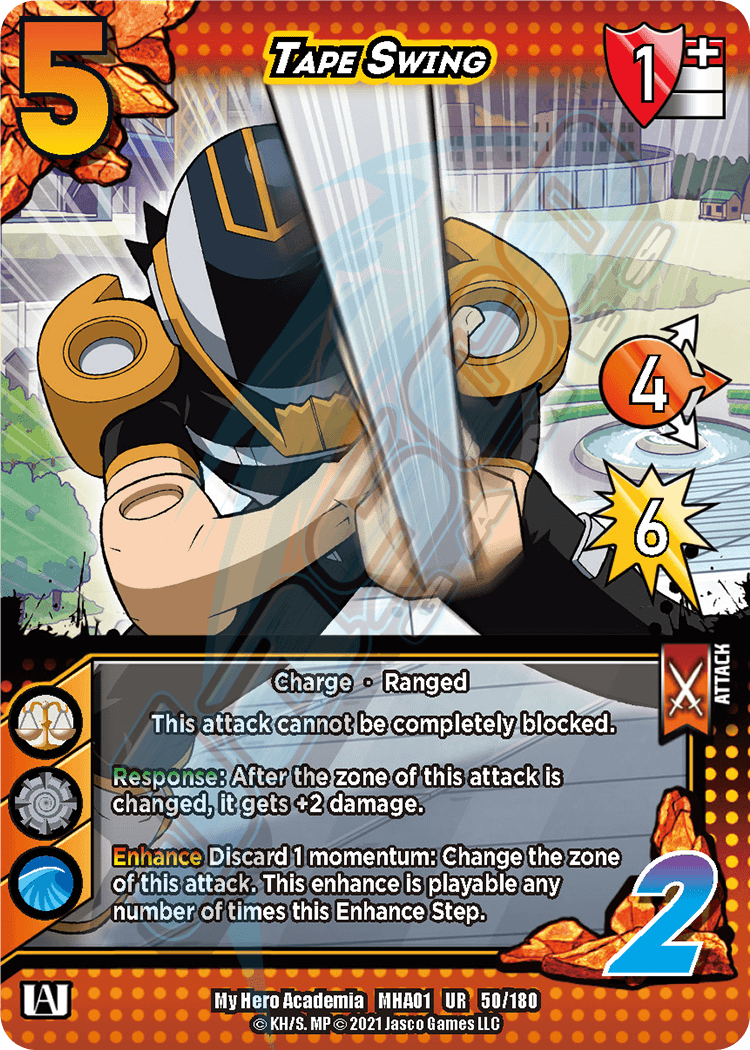 5
TAPE SWING
1
+
4
6
ATTACK
Charge · Ranged
This attack cannot be completely blocked.
Response: After the zone of this attack is
changed, it gets +2 damage.
Enhance Discard 1 momentum: Change the zone
of this attack. This enhance is playable any
number of times this Enhance Step.
2
UA
My Hero Academia MHA01 UR 50/180
© KH/S. MP © 2021 Jasco Games LLC